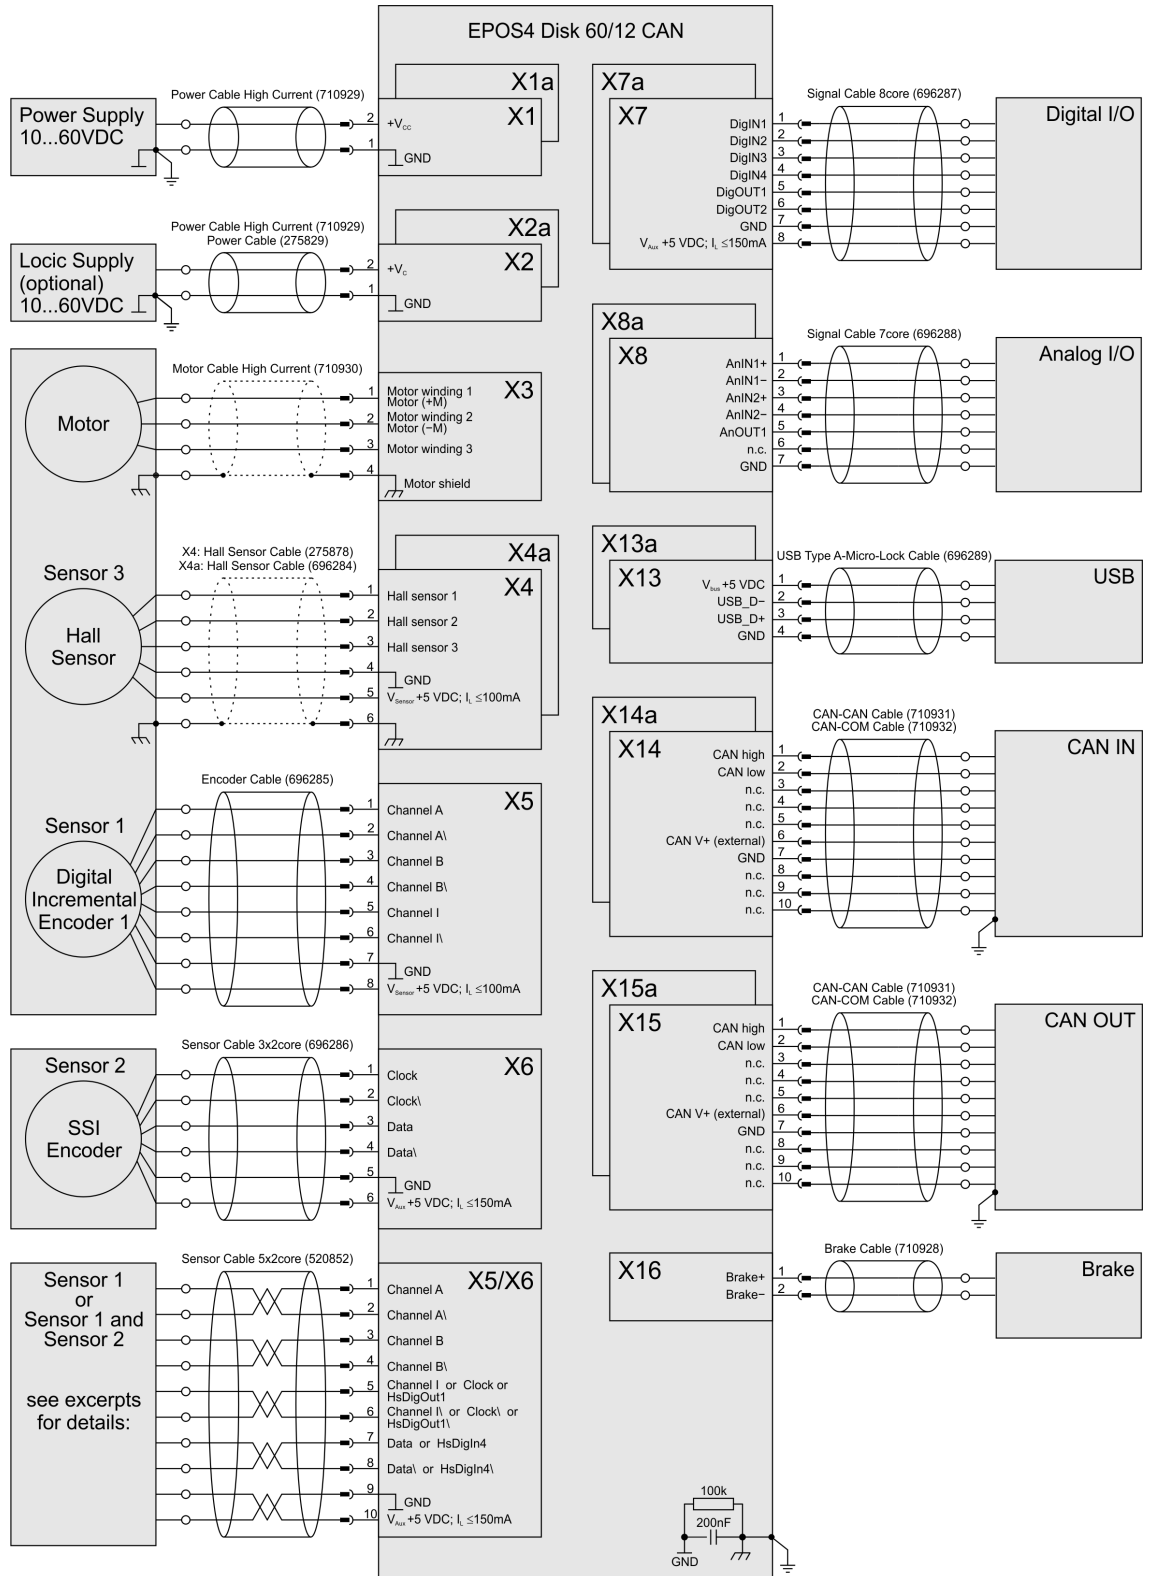 EPOS4 Disk 60/12 CAN
X1a
X1
Power Cable High Current (710929)
Power Supply
10...60VDC
2
+VCC
1
GND
X2a
X2
Power Cable High Current (710929)
Power Cable (275829)
Locic Supply
(optional)
10...60VDC
2
+VC
1
GND
Motor Cable High Current (710930)
X3
Motor
1
Motor winding 1
Motor (+M)
2
Motor winding 2
Motor (−M)
3
Motor winding 3
4
Motor shield
X4: Hall Sensor Cable (275878)
X4a: Hall Sensor Cable (696284)
X4a
X4
Sensor 3
Hall
Sensor
1
Hall sensor 1
2
Hall sensor 2
3
Hall sensor 3
4
GND
5
VSensor +5 VDC; IL ≤100mA
6
Encoder Cable (696285)
X5
Sensor 1
Digital
Incremental
Encoder 1
1
Channel A
2
Channel A\
3
Channel B
4
Channel B\
5
Channel I
6
Channel I\
7
GND
8
VSensor +5 VDC; IL ≤100mA
Sensor Cable 3x2core (696286)
X6
Sensor 2
SSI
Encoder
1
Clock
2
Clock\
3
Data
4
Data\
5
GND
6
VAux +5 VDC; IL ≤150mA
Sensor Cable 5x2core (520852)
X5/X6
Sensor 1
or
Sensor 1 and
Sensor 2
see excerpts
for details:
1
Channel A
2
Channel A\
3
Channel B
4
Channel B\
5
Channel I or Clock or
HsDigOut1
6
Channel I\ or Clock\ or
HsDigOut1\
7
Data or HsDigIn4
8
Data\ or HsDigIn4\
9
GND
10
VAux +5 VDC; IL ≤150mA
X7a
X7
Signal Cable 8core (696287)
Digital I/O
DigIN1 1
DigIN2 2
DigIN3 3
DigIN4 4
DigOUT1 5
DigOUT2 6
GND 7
VAux +5 VDC; IL ≤150mA 8
X8a
X8
Signal Cable 7core (696288)
Analog I/O
AnIN1+ 1
AnIN1− 2
AnIN2+ 3
AnIN2− 4
AnOUT1 5
n.c. 6
GND 7
X13a
X13
USB Type A-Micro-Lock Cable (696289)
USB
Vbus +5 VDC 1
USB_D− 2
USB_D+ 3
GND 4
X14a
X14
CAN-CAN Cable (710931)
CAN-COM Cable (710932)
CAN IN
CAN high 1
CAN low 2
n.c. 3
n.c. 4
n.c. 5
CAN V+ (external) 6
GND 7
n.c. 8
n.c. 9
n.c. 10
X15a
X15
CAN-CAN Cable (710931)
CAN-COM Cable (710932)
CAN OUT
CAN high 1
CAN low 2
n.c. 3
n.c. 4
n.c. 5
CAN V+ (external) 6
GND 7
n.c. 8
n.c. 9
n.c. 10
X16
Brake Cable (710928)
Brake
Brake+ 1
Brake− 2
100k
200nF
GND